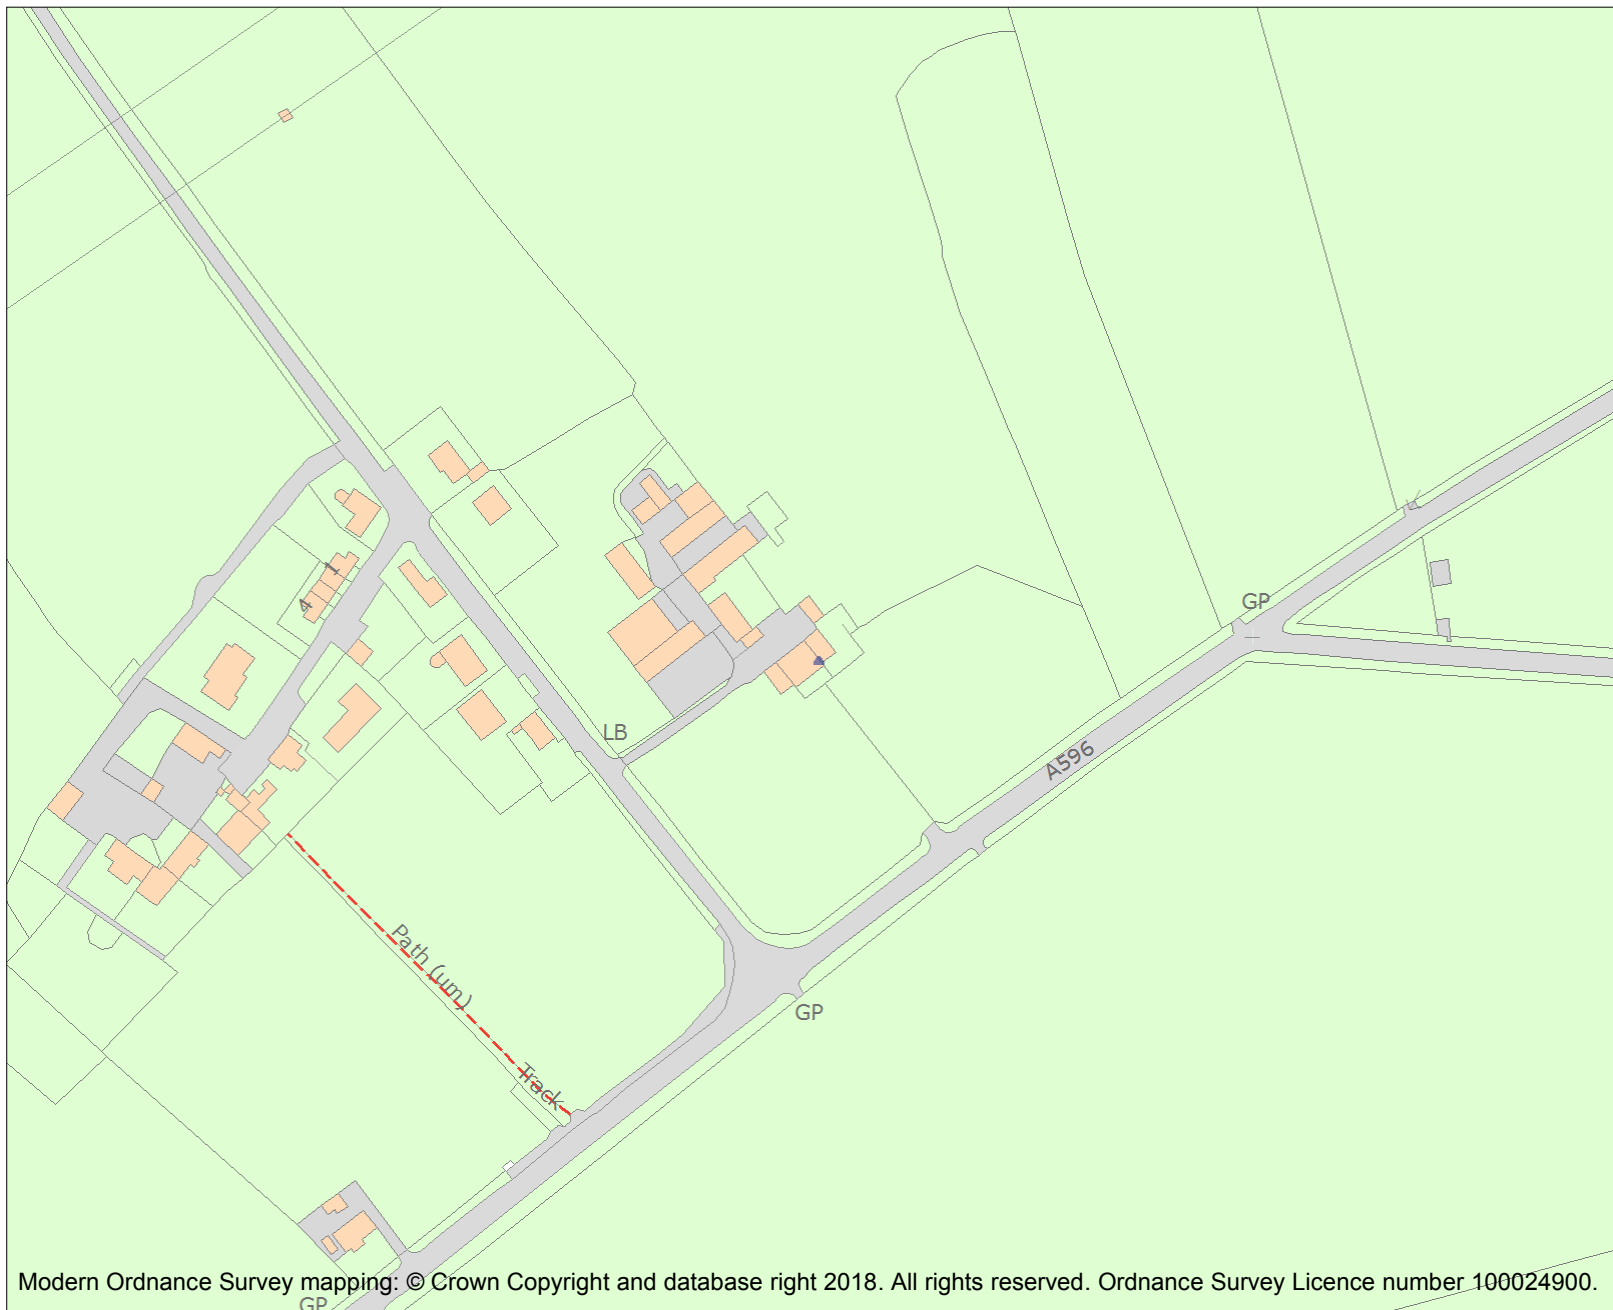 1
4
GP
LB
A596
Path (um)
GP
Track
Modern Ordnance Survey mapping: © Crown Copyright and database right 2018. All rights reserved. Ordnance Survey Licence number 100024900.
GP